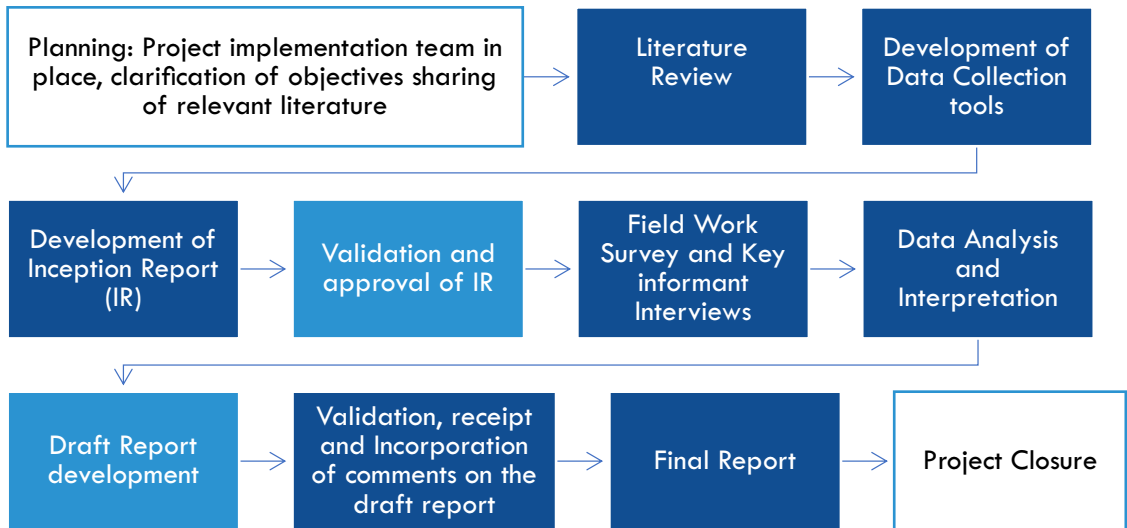 Planning: Project implementation team in
place, clarification of objectives sharing
of relevant literature
Literature
Review
Development of
Data Collection
tools
Development of
Inception Report
(IR)
Validation and
approval of IR
Field Work
Survey and Key
informant
Interviews
Data Analysis
and
Interpretation
Draft Report
development
Validation, receipt
and Incorporation
of comments on the
draft report
Final Report
Project Closure